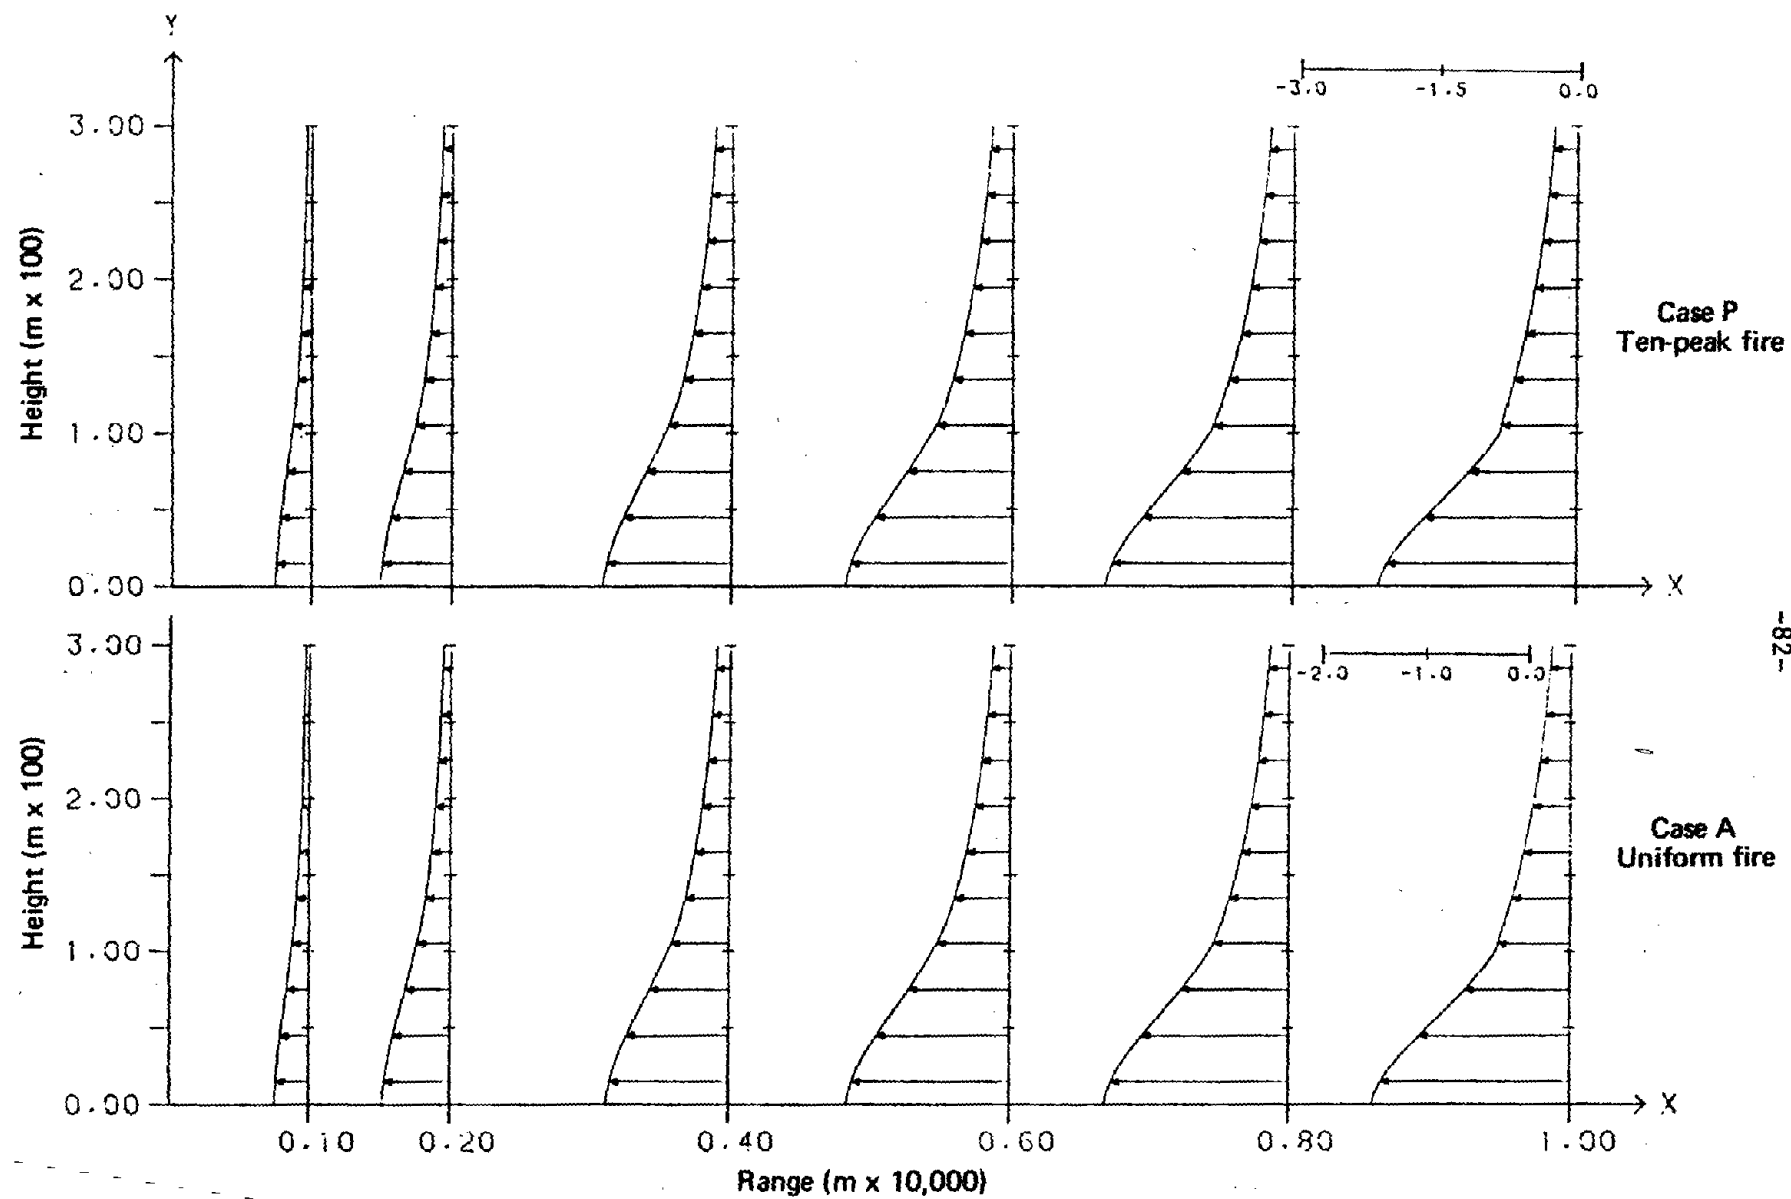 Y
-3.0 -1.5 0.0
3.00
2.00
1.00
0.00
Height (m x 100)
Case P
Ten-peak fire
X
-82-
3.00
2.00
1.00
0.00
Height (m x 100)
-2.0 -1.0 0.0
Case A
Uniform fire
X
0.10 0.20 0.40 0.60 0.80 1.00
Range (m x 10,000)